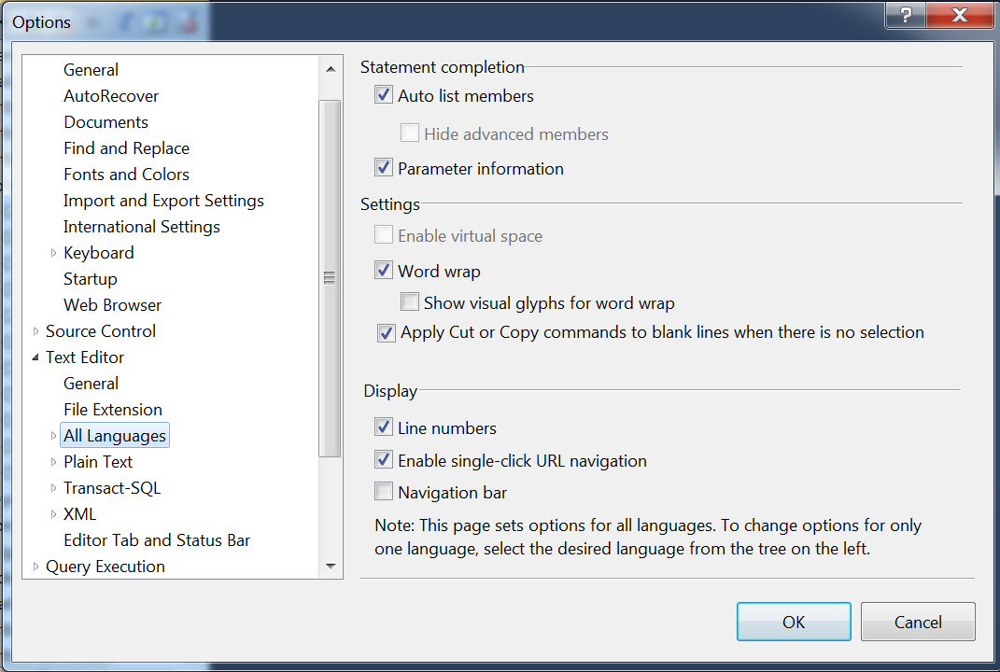 Options
?
General
AutoRecover
Documents
Find and Replace
Fonts and Colors
Import and Export Settings
International Settings
Keyboard
Startup
Web Browser
Source Control
Text Editor
General
File Extension
All Languages
Plain Text
Transact-SQL
XML
Editor Tab and Status Bar
Query Execution
Statement completion
Auto list members
Hide advanced members
Parameter information
Settings
Enable virtual space
Word wrap
Show visual glyphs for word wrap
Apply Cut or Copy commands to blank lines when there is no selection
Display
Line numbers
Enable single-click URL navigation
Navigation bar
Note: This page sets options for all languages. To change options for only
one language, select the desired language from the tree on the left.
OK
Cancel